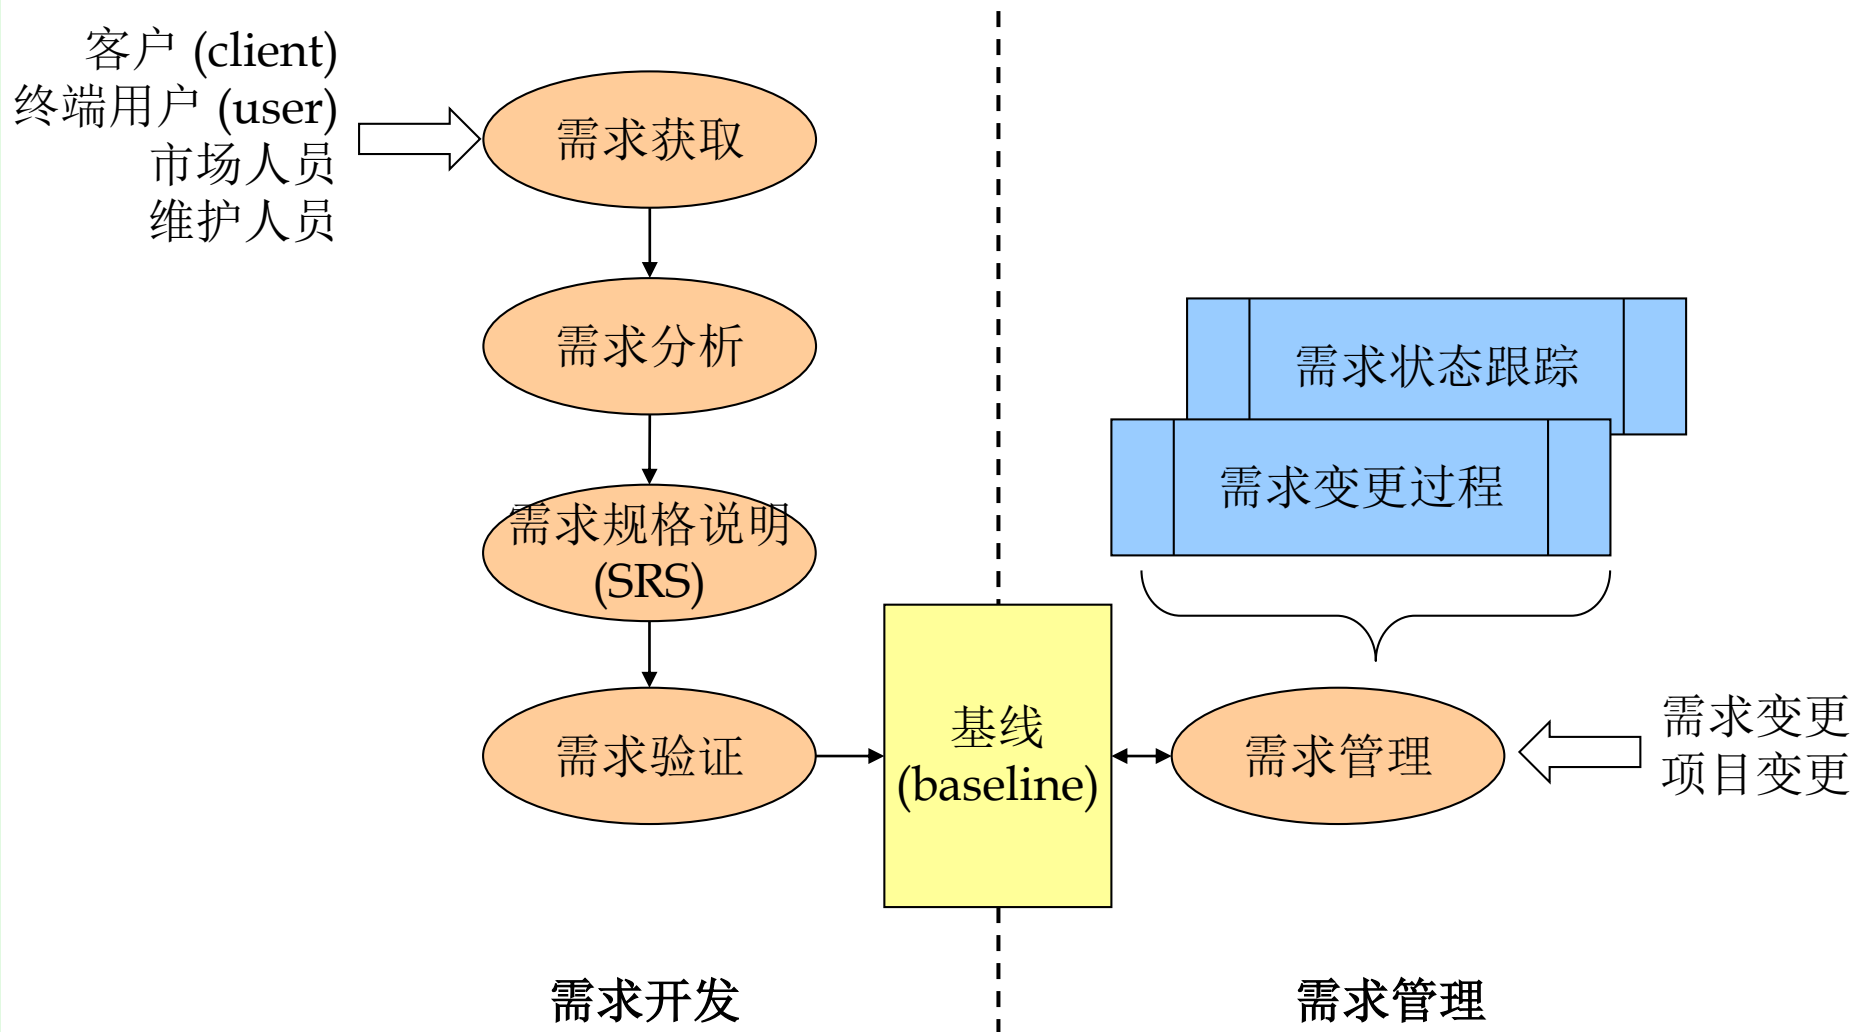 客户 (client)
终端用户 (user)
市场人员
维护人员
需求获取
需求分析
需求规格说明
(SRS)
需求验证
基线
(baseline)
需求状态跟踪
需求变更过程
需求管理
需求变更
项目变更
需求开发
需求管理